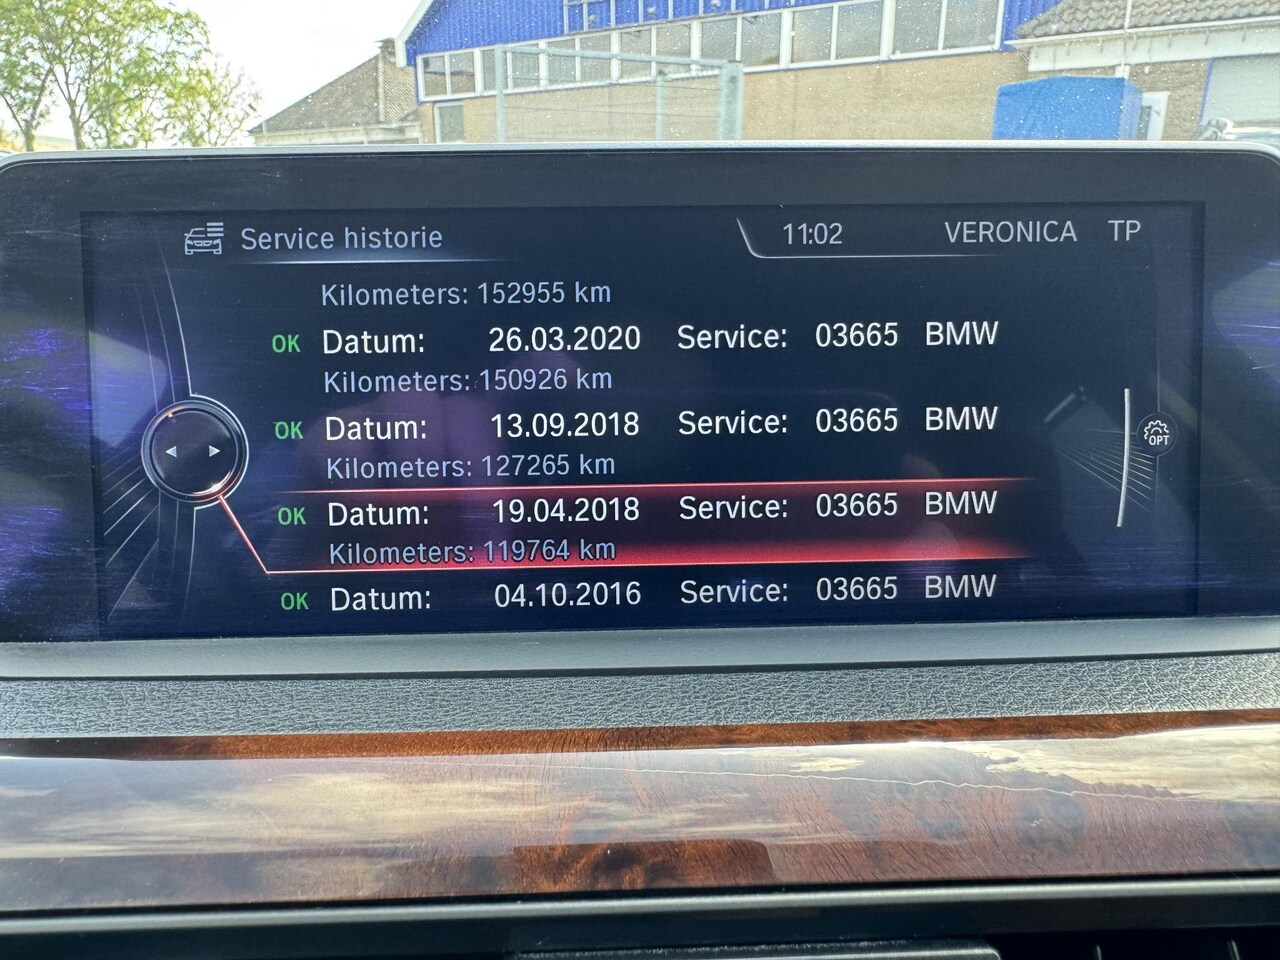 Service historie 11:02 VERONICA TP
Kilometers: 152955 km
OK Datum: 26.03.2020 Service: 03665 BMW
Kilometers: 150926 km
OK Datum: 13.09.2018 Service: 03665 BMW
Kilometers: 127265 km
OK Datum: 19.04.2018 Service: 03665 BMW
Kilometers: 119764 km
OK Datum: 04.10.2016 Service: 03665 BMW
OPT